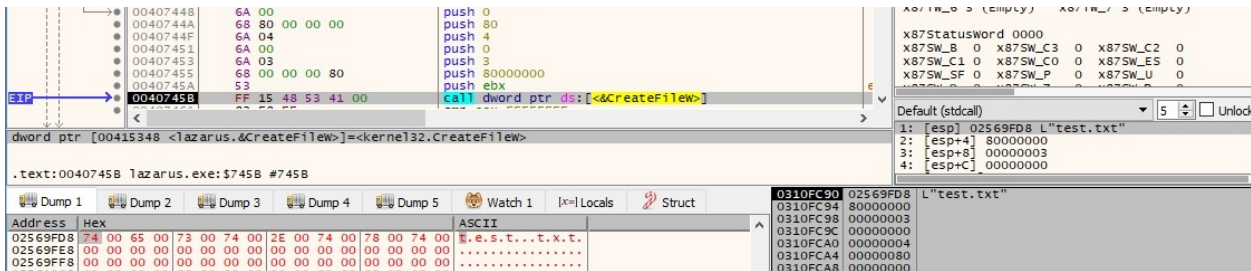 00407448 6A 00 push 0
0040744A 68 80 00 00 00 push 80
0040744F 6A 04 push 4
00407451 6A 00 push 0
00407453 6A 03 push 3
00407455 68 00 00 00 80 push 80000000
0040745A 53 push ebx
EIP 0040745B FF 15 48 53 41 00 call dword ptr ds:[<&CreateFileW>]
x87StatusWord 0000
x87SW_B 0 x87SW_C3 0 x87SW_C2 0
x87SW_C1 0 x87SW_C0 0 x87SW_ES 0
x87SW_SF 0 x87SW_P 0 x87SW_U 0
Default (stdcall) 5 Unlock
1: [esp] 02569FD8 L"test.txt"
2: [esp+4] 80000000
3: [esp+8] 00000003
4: [esp+C] 00000000
dword ptr [00415348 <lazarus.&CreateFileW>]=<kernel32.CreateFileW>
.text:0040745B lazarus.exe:$745B #745B
Dump 1 Dump 2 Dump 3 Dump 4 Dump 5 Watch 1 [x=] Locals Struct
Address Hex ASCII
02569FD8 74 00 65 00 73 00 74 00 2E 00 74 00 78 00 74 00 t.e.s.t...t.x.t.
02569FE8 00 00 00 00 00 00 00 00 00 00 00 00 00 00 00 00 ................
02569FF8 00 00 00 00 00 00 00 00 00 00 00 00 00 00 00 00 ................
0310FC90 02569FD8 L"test.txt"
0310FC94 80000000
0310FC98 00000003
0310FC9C 00000000
0310FCA0 00000004
0310FCA4 00000080
0310FCA8 00000000